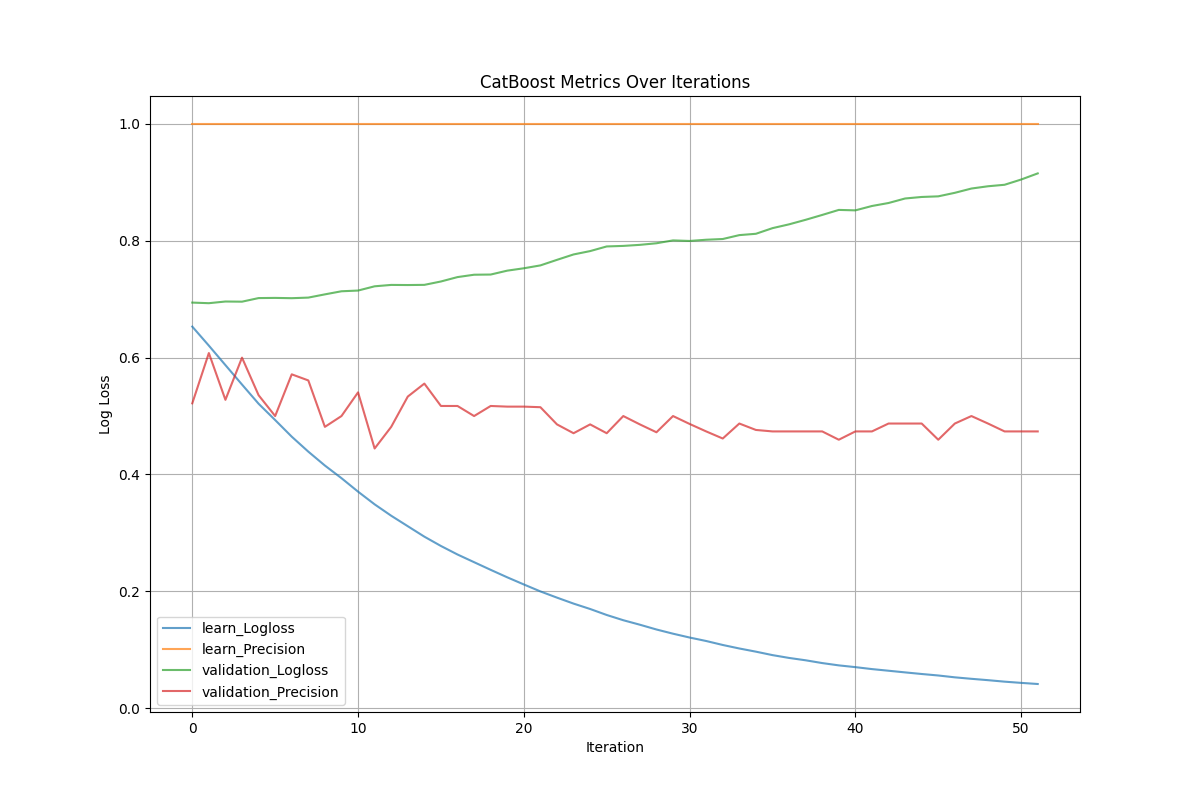 CatBoost Metrics Over Iterations
1.0
0.8
0.6
0.4
0.2
0.0
Log Loss
learn_Logloss
learn_Precision
validation_Logloss
validation_Precision
0 10 20 30 40 50
Iteration